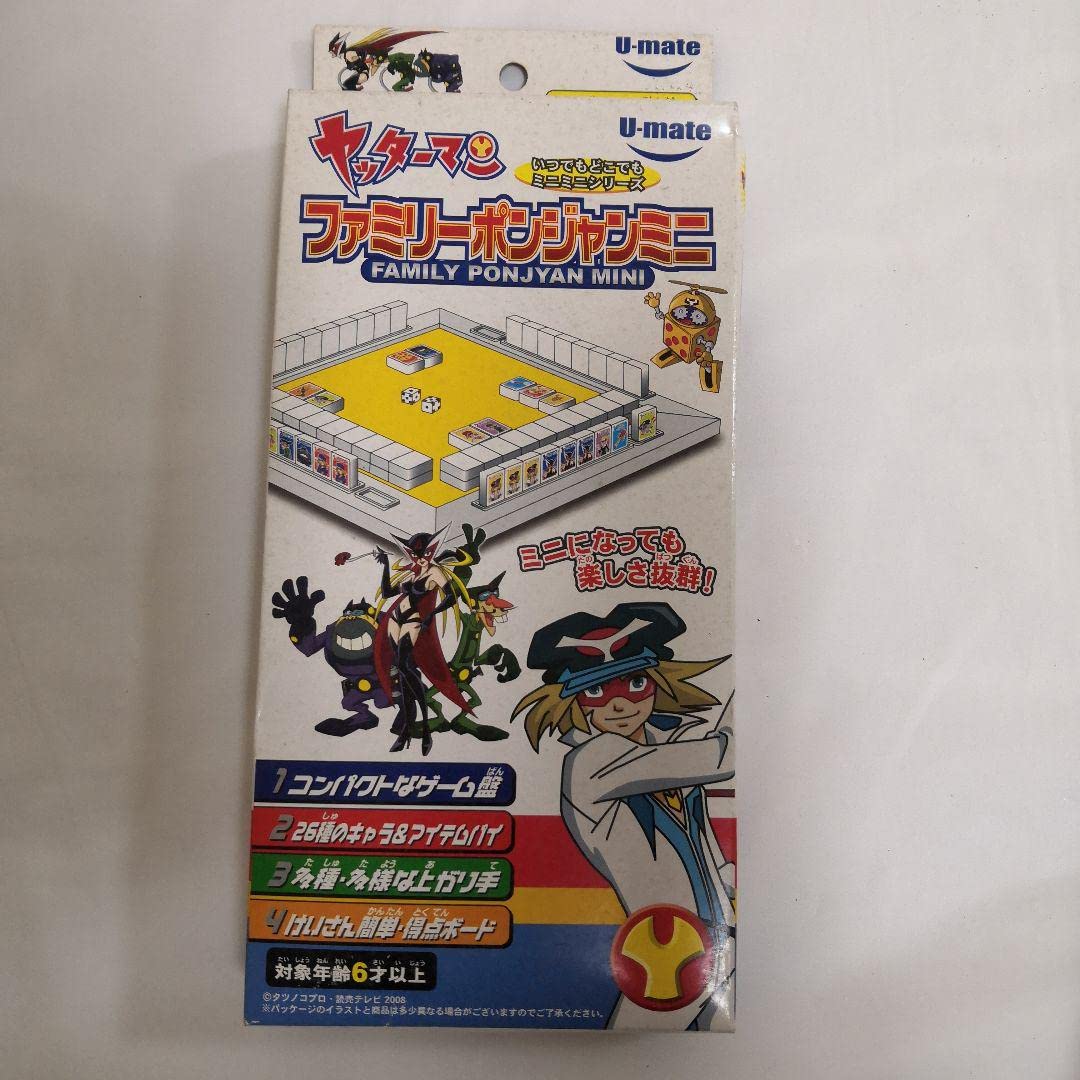 U-mate
U-mate
ヤッターマン
いつでもどこでも
ミニミニシリーズ
ファミリーポンジャンミニ
FAMILY PONJYAN MINI
ミニになっても
楽しさ抜群!
1 コンパクトなゲーム盤
2 26種のキャラ&アイテムパイ
3 多種・多様な上がり手
4 けいさん簡単・得点ボード
対象年齢6才以上
©タツノコプロ・読売テレビ 2008
※パッケージのイラストと商品は多少異なる場合がございますのでご了承ください。